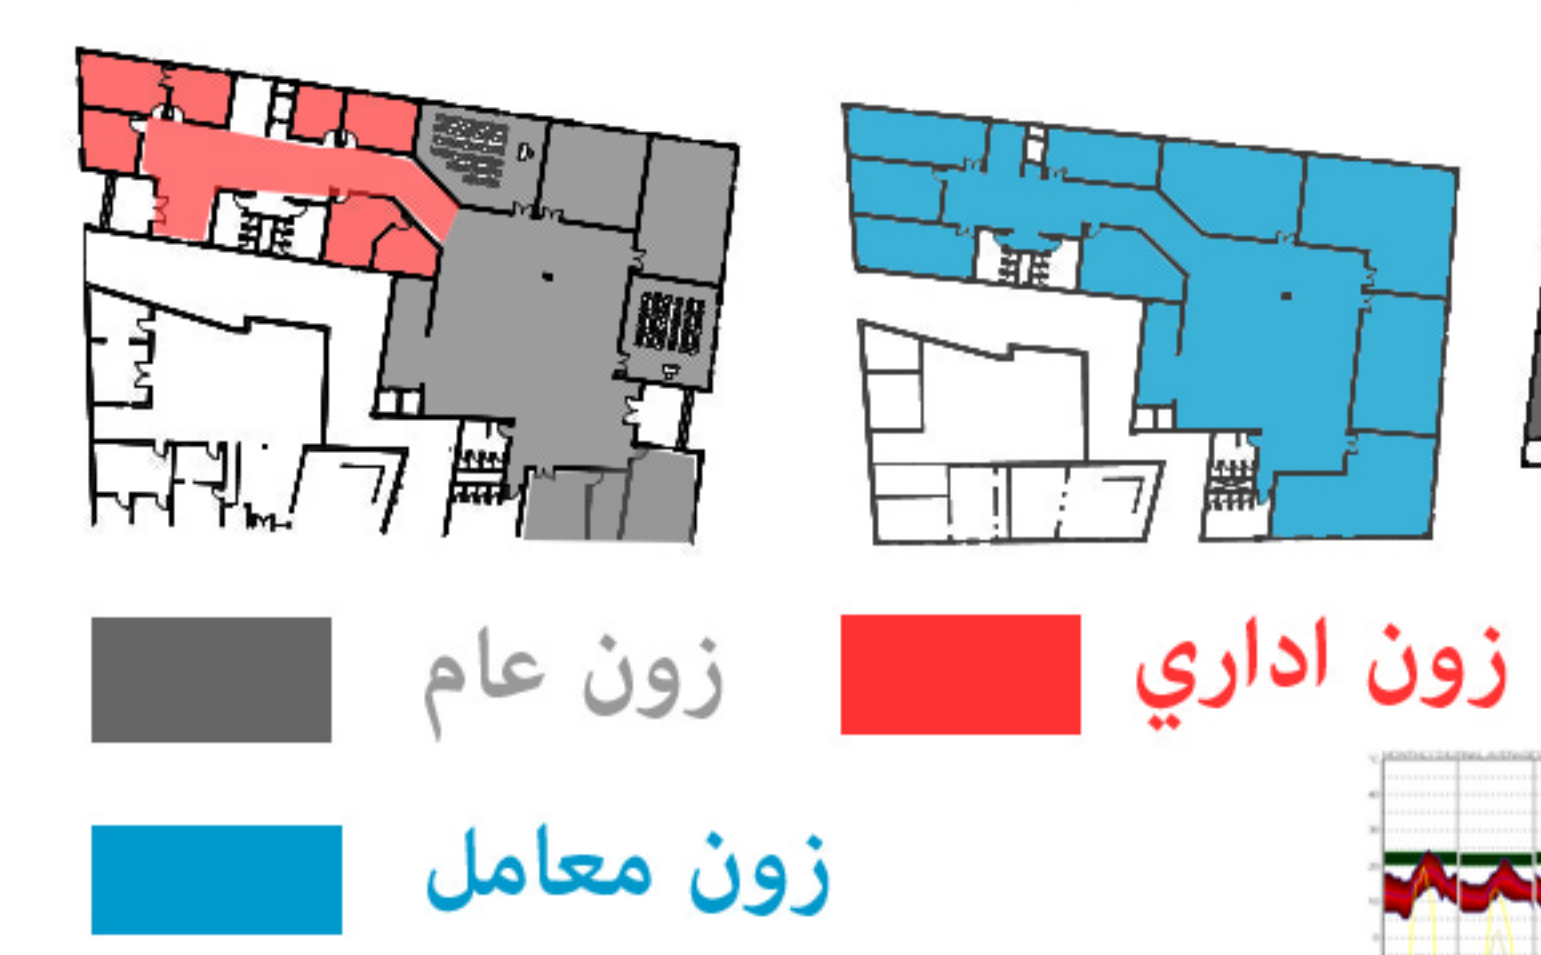 زون اداري
زون عام
زون معامل